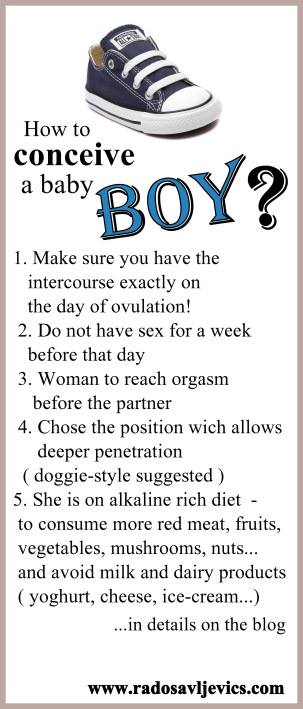 How to
conceive
a baby
BOY?
1. Make sure you have the
intercourse exactly on
the day of ovulation!
2. Do not have sex for a week
before that day
3. Woman to reach orgasm
before the partner
4. Chose the position wich allows
deeper penetration
( doggie-style suggested )
5. She is on alkaline rich diet -
to consume more red meat, fruits,
vegetables, mushrooms, nuts...
and avoid milk and dairy products
( yoghurt, cheese, ice-cream...)
...in details on the blog
www.radosavljevics.com